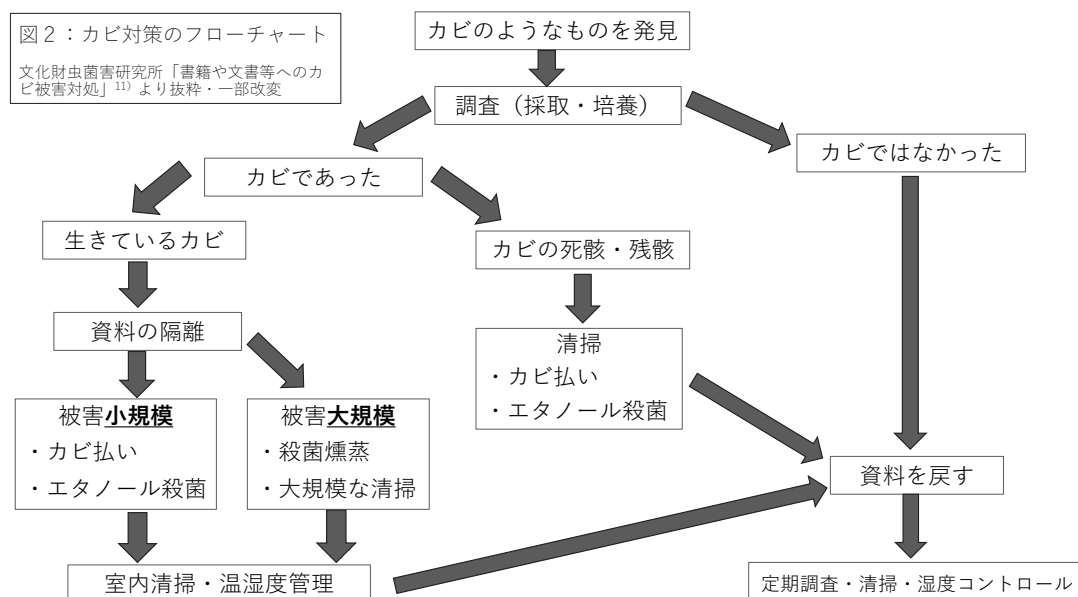 図２：カビ対策のフローチャート
文化財虫菌害研究所「書籍や文書等へのカ
ビ被害対処」11）より抜粋・一部改変
カビのようなものを発見
調査（採取・培養）
カビであった
カビではなかった
生きているカビ
カビの死骸・残骸
資料の隔離
清掃
・カビ払い
・エタノール殺菌
被害小規模
・カビ払い
・エタノール殺菌
被害大規模
・殺菌燻蒸
・大規模な清掃
資料を戻す
室内清掃・温湿度管理
定期調査・清掃・湿度コントロール